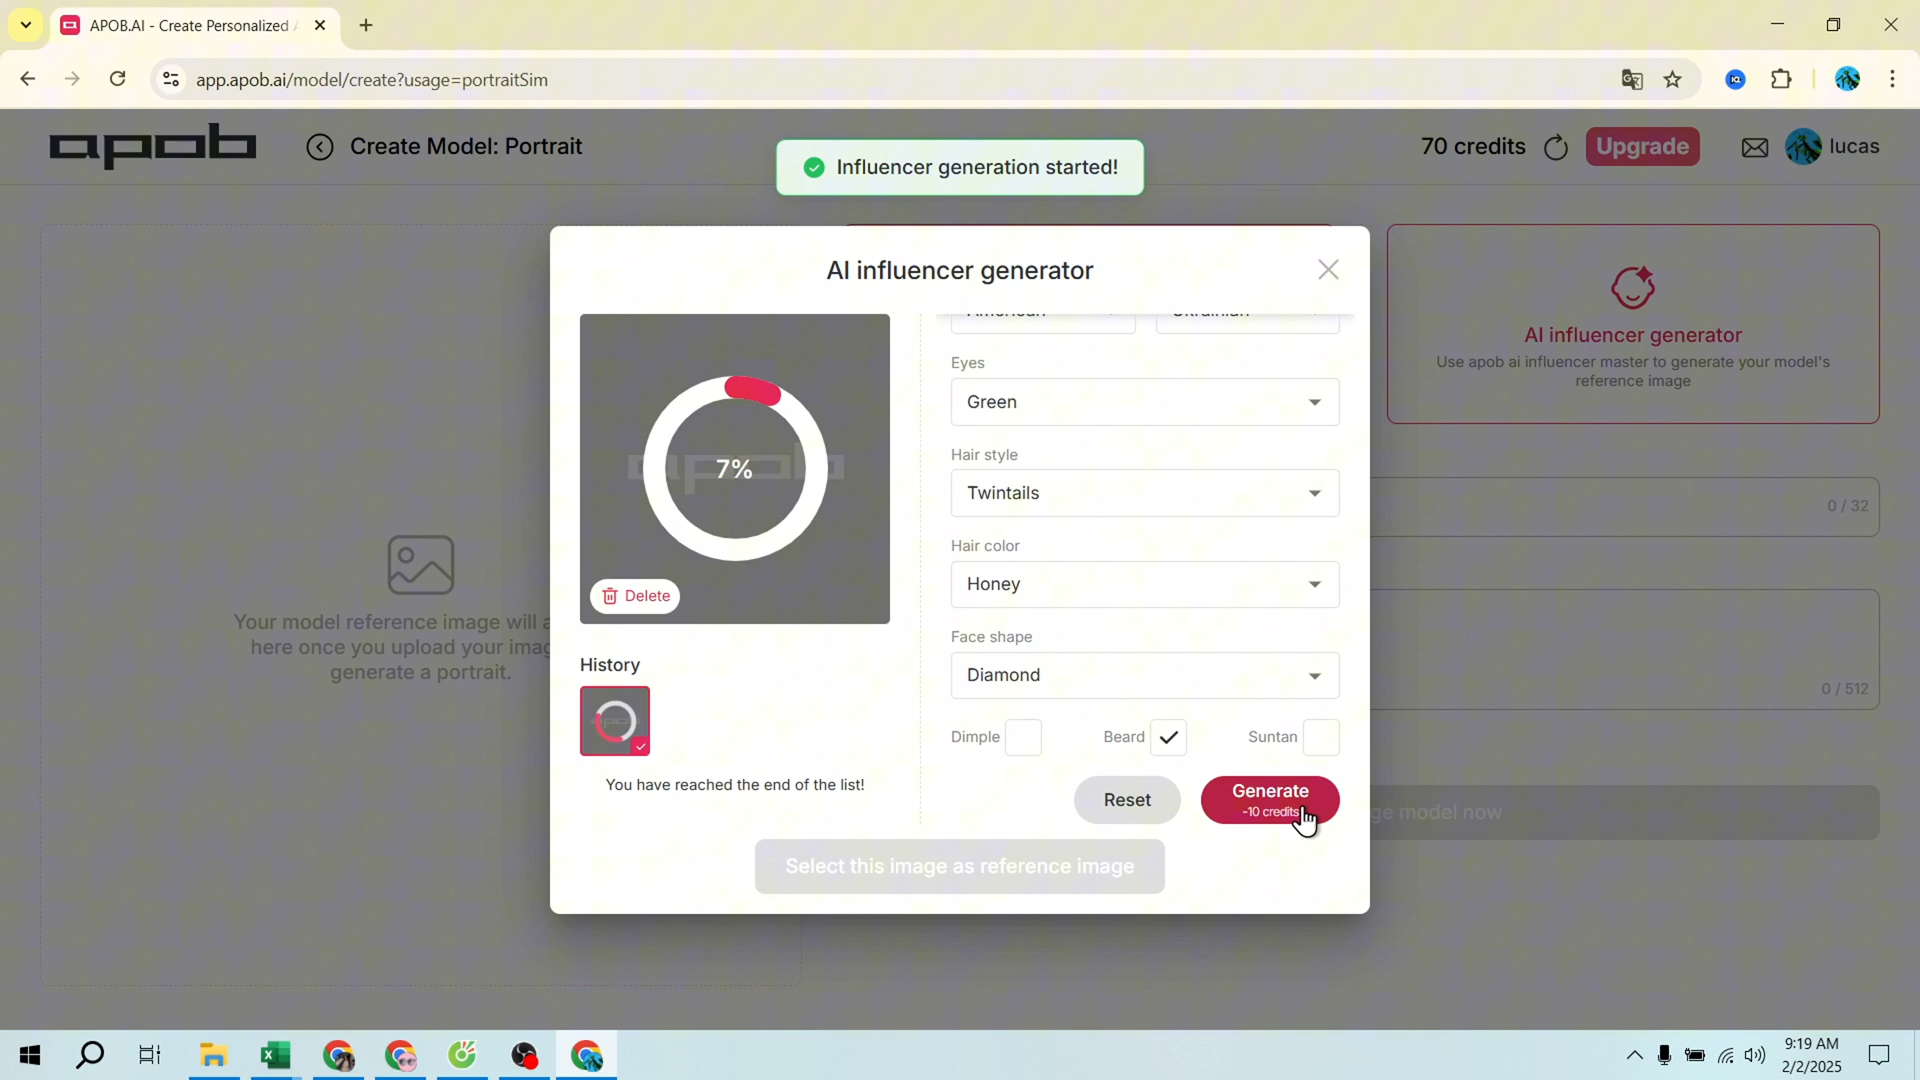 APOB.AI - Create Personalized
app.apob.ai/model/create?usage=portraitSim
apob
Create Model: Portrait
70 credits
Upgrade
lucas
Influencer generation started!
AI influencer generator
American
Ukrainian
Eyes
Green
Hair style
Twintails
Hair color
Honey
Face shape
Diamond
Dimple
Beard
Suntan
Reset
Generate
-10 credits
apob
7%
Delete
History
You have reached the end of the list!
Select this image as reference image
AI influencer generator
Use apob ai influencer master to generate your model's
reference image
0 / 32
0 / 512
model now
Your model reference image will
here once you upload your
generate a portrait.
9:19 AM
2/2/2025